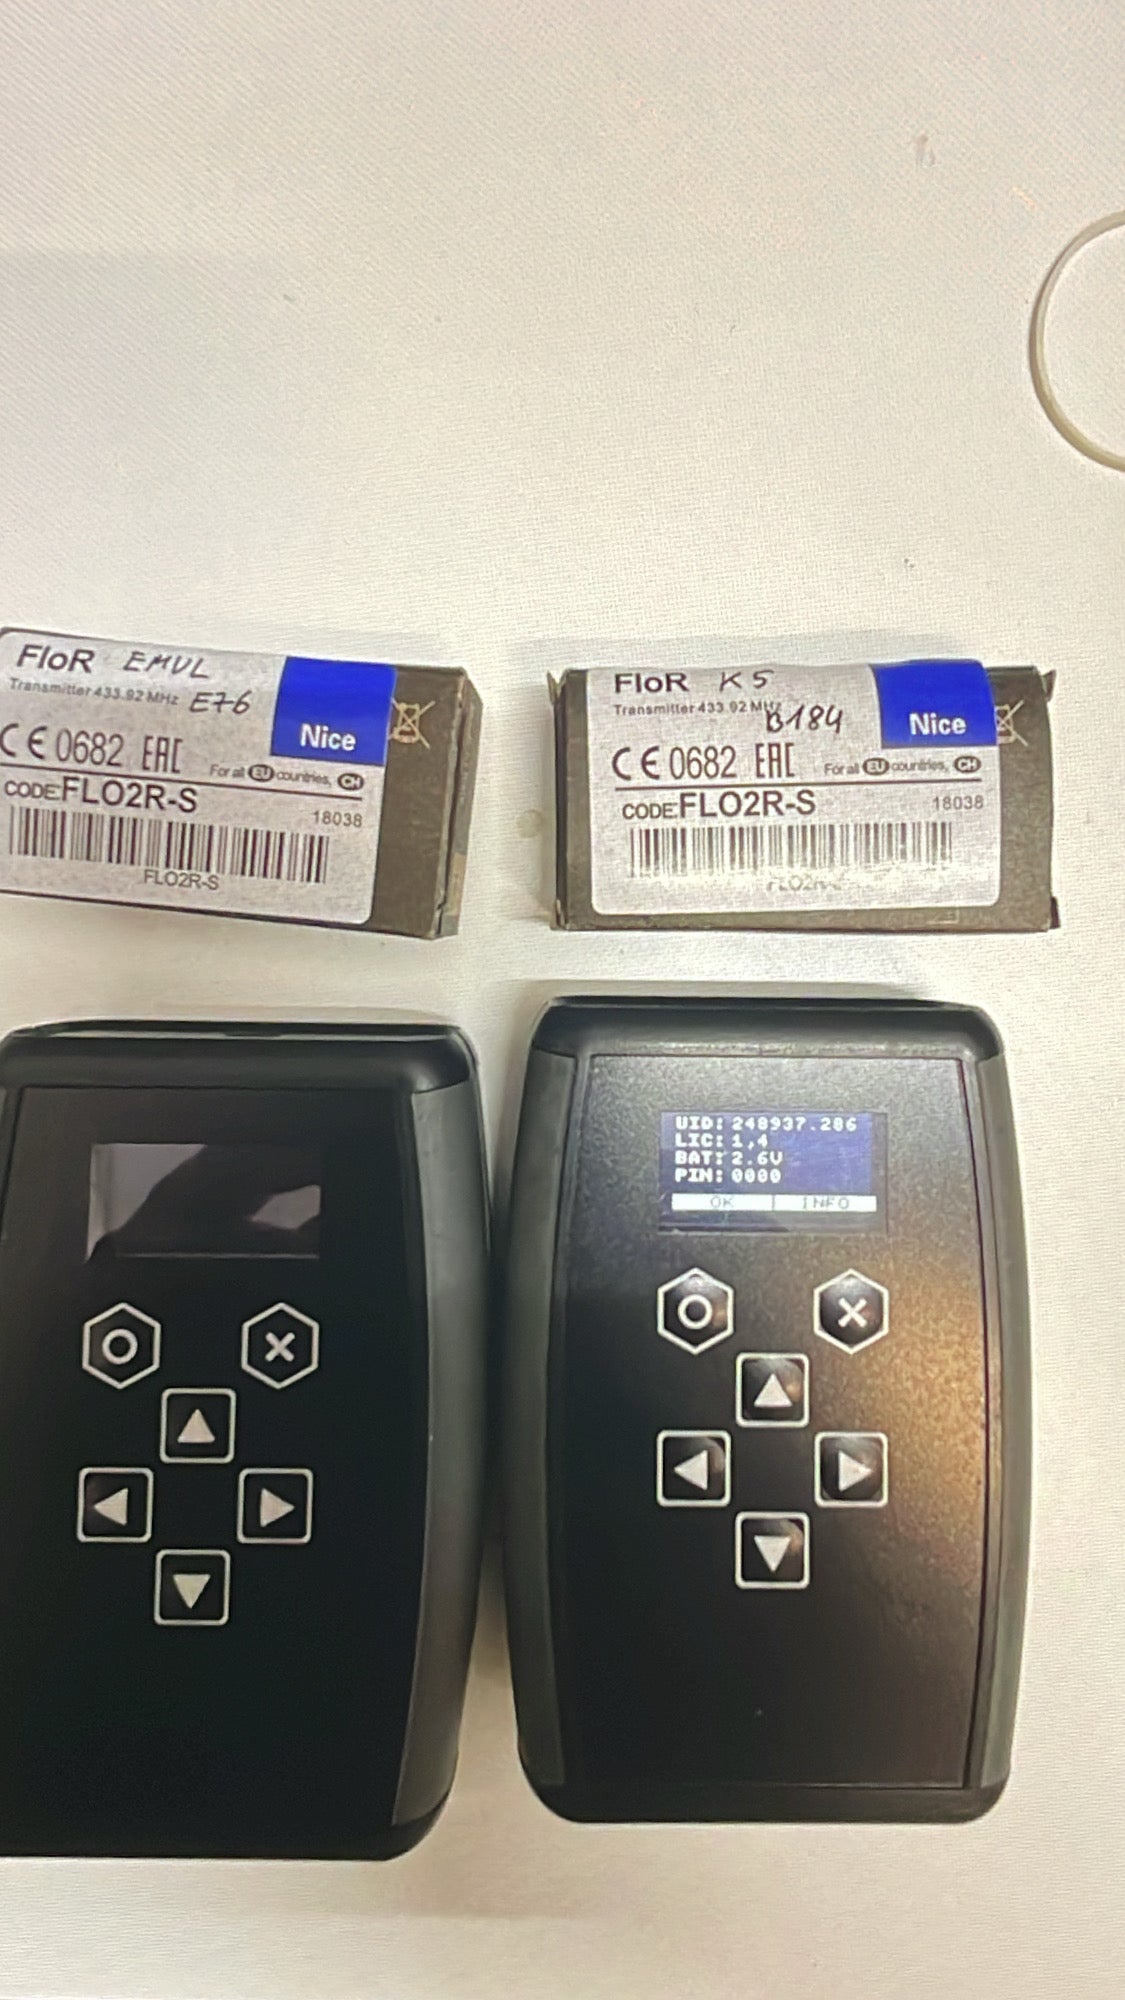 FloR EMUL
Transmitter 433.92 MHz E76
Nice
CE 0682 EAC
For all EU countries, CH
CODE:FLO2R-S
18038
FLO2R-S
FloR K5
Transmitter 433.92 MHz
B184
Nice
CE 0682 EAC
For all EU countries, CH
CODE:FLO2R-S
18038
UID: 248937.286
LIC: 1,4
BAT: 2.6V
PIN: 0000
OK | INFO